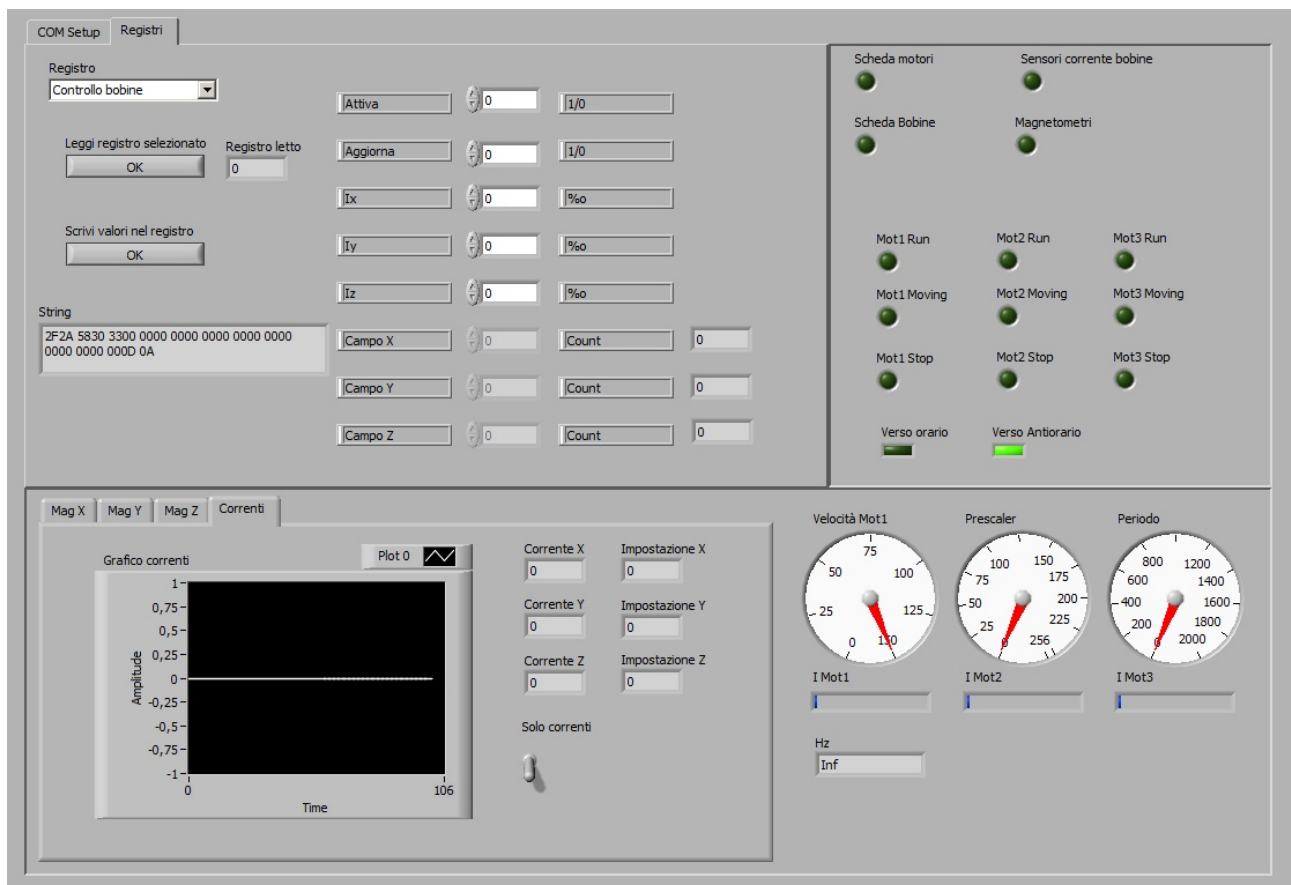 COM Setup Registri
Registro
Controllo bobine
Leggi registro selezionato
OK
Registro letto
0
Scrivi valori nel registro
OK
String
2F2A 5830 3300 0000 0000 0000 0000 0000
0000 0000 000D 0A
Attiva 0 1/0
Aggiorna 0 1/0
Ix 0 ‰
Iy 0 ‰
Iz 0 ‰
Campo X 0 Count 0
Campo Y 0 Count 0
Campo Z 0 Count 0
Scheda motori Sensori corrente bobine
Scheda Bobine Magnetometri
Mot1 Run Mot2 Run Mot3 Run
Mot1 Moving Mot2 Moving Mot3 Moving
Mot1 Stop Mot2 Stop Mot3 Stop
Verso orario Verso Antiorario
Mag X Mag Y Mag Z Correnti
Grafico correnti Plot 0
1
0,75
0,5
0,25
0
-0,25
-0,5
-0,75
-1
Amplitude
0 106
Time
Corrente X Impostazione X
0 0
Corrente Y Impostazione Y
0 0
Corrente Z Impostazione Z
0 0
Solo correnti
Velocità Mot1
0 25 50 75 100 125 150
Prescaler
0 25 50 75 100 150 175 200 225 256
Periodo
0 200 400 600 800 1200 1400 1600 1800 2000
I Mot1 I Mot2 I Mot3
Hz
Inf